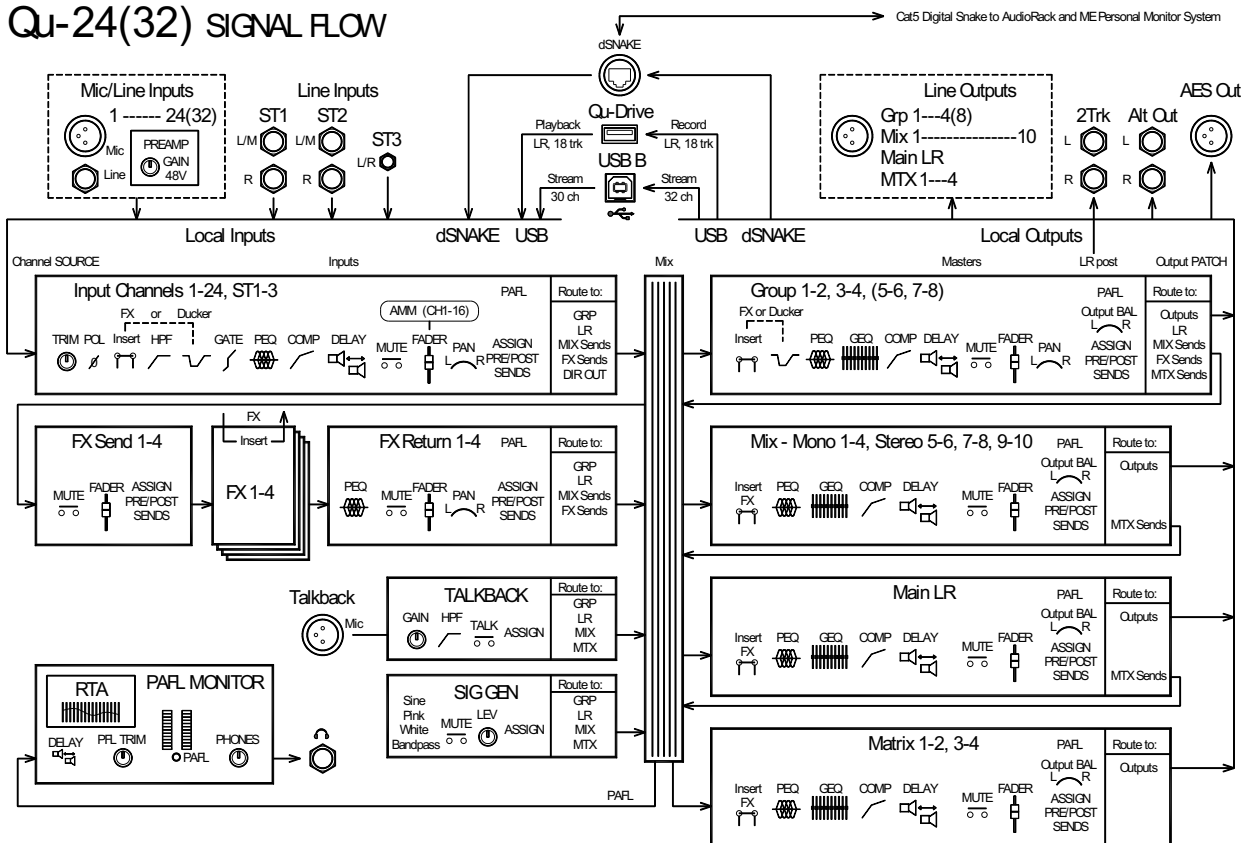 Qu-24(32) SIGNAL FLOW
Cat5 Digital Snake to AudioRack and ME Personal Monitor System
dSNAKE
Mic/Line Inputs
1 ------ 24(32)
Mic
Line
PREAMP
GAIN
48V
Line Inputs
ST1
ST2
ST3
L/M
L/M
L/R
R
R
Qu-Drive
Playback
LR, 18 trk
Record
LR, 18 trk
USB B
Stream
30 ch
Stream
32 ch
Line Outputs
Grp 1---4(8)
Mix 1----------------10
Main LR
MTX 1---4
2Trk
L
R
Alt Out
L
R
AES Out
Local Inputs
dSNAKE
USB
USB
dSNAKE
Local Outputs
Channel SOURCE
Inputs
Mix
Masters
LR post
Output PATCH
Input Channels 1-24, ST1-3
PAFL
Route to:
FX or Ducker
AMM (CH1-16)
TRIM
POL
Insert
HPF
GATE
PEQ
COMP
DELAY
MUTE
FADER
PAN
L
R
ASSIGN
PRE/POST
SENDS
GRP
LR
MIX Sends
FX Sends
DIR OUT
Group 1-2, 3-4, (5-6, 7-8)
PAFL
Route to:
FX or Ducker
Output BAL
L
R
Insert
PEQ
GEQ
COMP
DELAY
MUTE
FADER
PAN
L
R
ASSIGN
PRE/POST
SENDS
Outputs
LR
MIX Sends
FX Sends
MTX Sends
FX Send 1-4
MUTE
FADER
ASSIGN
PRE/POST
SENDS
FX
Insert
FX 1-4
FX Return 1-4
PAFL
Route to:
PEQ
MUTE
FADER
PAN
L
R
ASSIGN
PRE/POST
SENDS
GRP
LR
MIX Sends
FX Sends
Mix - Mono 1-4, Stereo 5-6, 7-8, 9-10
PAFL
Route to:
Output BAL
L
R
Outputs
Insert
FX
PEQ
GEQ
COMP
DELAY
MUTE
FADER
ASSIGN
PRE/POST
SENDS
MTX Sends
Talkback
Mic
TALKBACK
Route to:
GAIN
HPF
TALK
ASSIGN
GRP
LR
MIX
MTX
Main LR
PAFL
Route to:
Output BAL
L
R
Outputs
Insert
FX
PEQ
GEQ
COMP
DELAY
MUTE
FADER
ASSIGN
PRE/POST
SENDS
MTX Sends
RTA
PAFL MONITOR
DELAY
PFL TRIM
PAFL
PHONES
SIG GEN
Route to:
Sine
Pink
White
Bandpass
MUTE
LEV
ASSIGN
GRP
LR
MIX
MTX
PAFL
Matrix 1-2, 3-4
PAFL
Route to:
Output BAL
L
R
Outputs
Insert
FX
PEQ
GEQ
COMP
DELAY
MUTE
FADER
ASSIGN
PRE/POST
SENDS